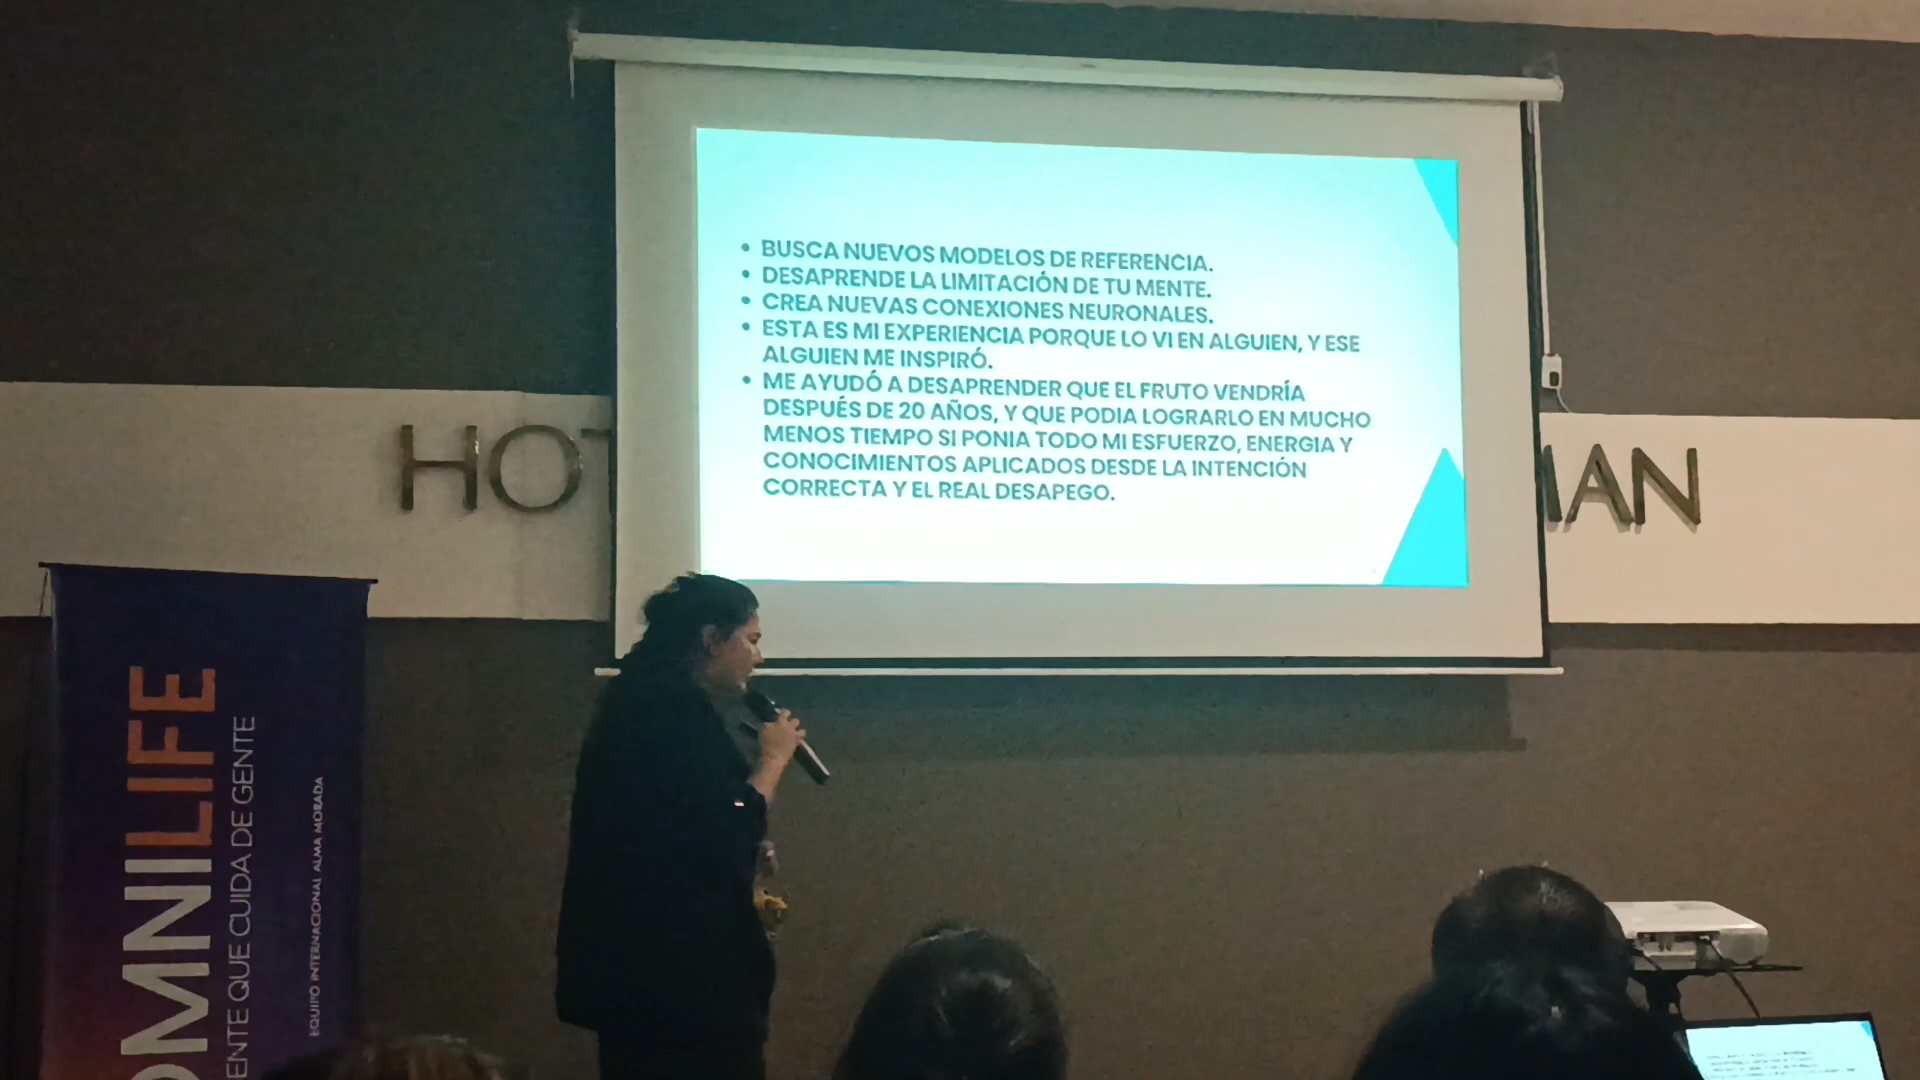 BUSCA NUEVOS MODELOS DE REFERENCIA.
DESAPRENDE LA LIMITACIÓN DE TU MENTE.
CREA NUEVAS CONEXIONES NEURONALES.
ESTA ES MI EXPERIENCIA PORQUE LO VI EN ALGUIEN, Y ESE
ALGUIEN ME INSPIRÓ.
ME AYUDÓ A DESAPRENDER QUE EL FRUTO VENDRÍA
DESPUÉS DE 20 AÑOS, Y QUE PODIA LOGRARLO EN MUCHO
MENOS TIEMPO SI PONIA TODO MI ESFUERZO, ENERGIA Y
CONOCIMIENTOS APLICADOS DESDE LA INTENCIÓN
CORRECTA Y EL REAL DESAPEGO.
HOT
MAN
OMNILIFE
ENTE QUE CUIDA DE GENTE
EQUIPO INTERNACIONAL ALMA MORADA